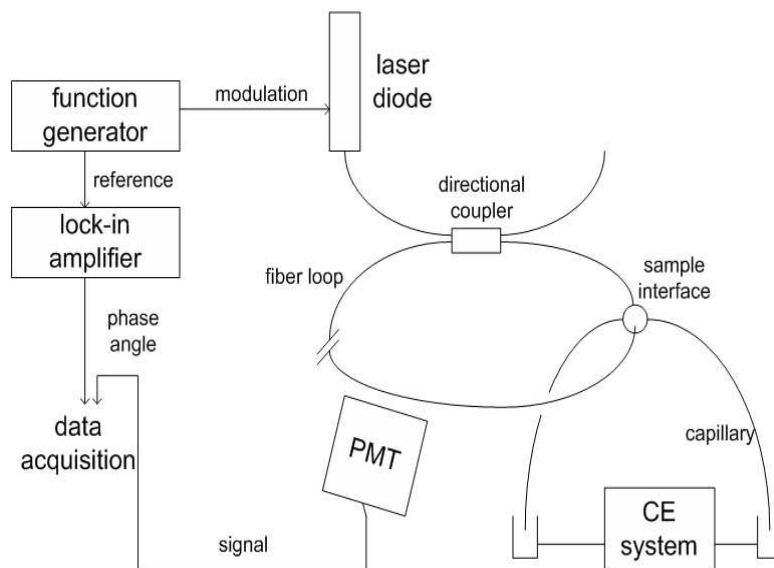 function
generator
modulation
laser
diode
reference
lock-in
amplifier
directional
coupler
fiber loop
sample
interface
phase
angle
data
acquisition
PMT
capillary
signal
CE
system